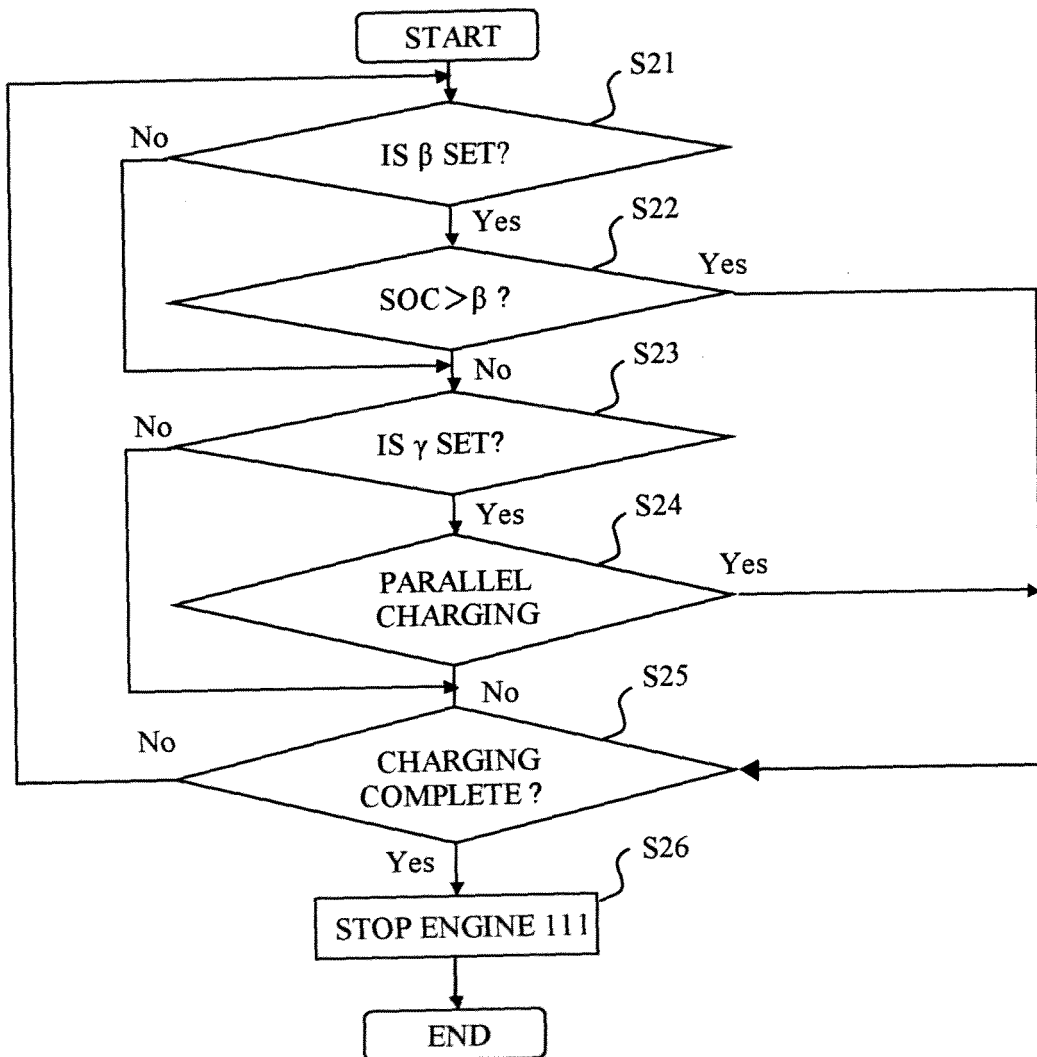 START
S21
No
IS β SET?
Yes
S22
Yes
SOC>β ?
S23
No
No
IS γ SET?
Yes
S24
Yes
PARALLEL
CHARGING
No
S25
No
CHARGING
COMPLETE ?
Yes
S26
STOP ENGINE 111
END